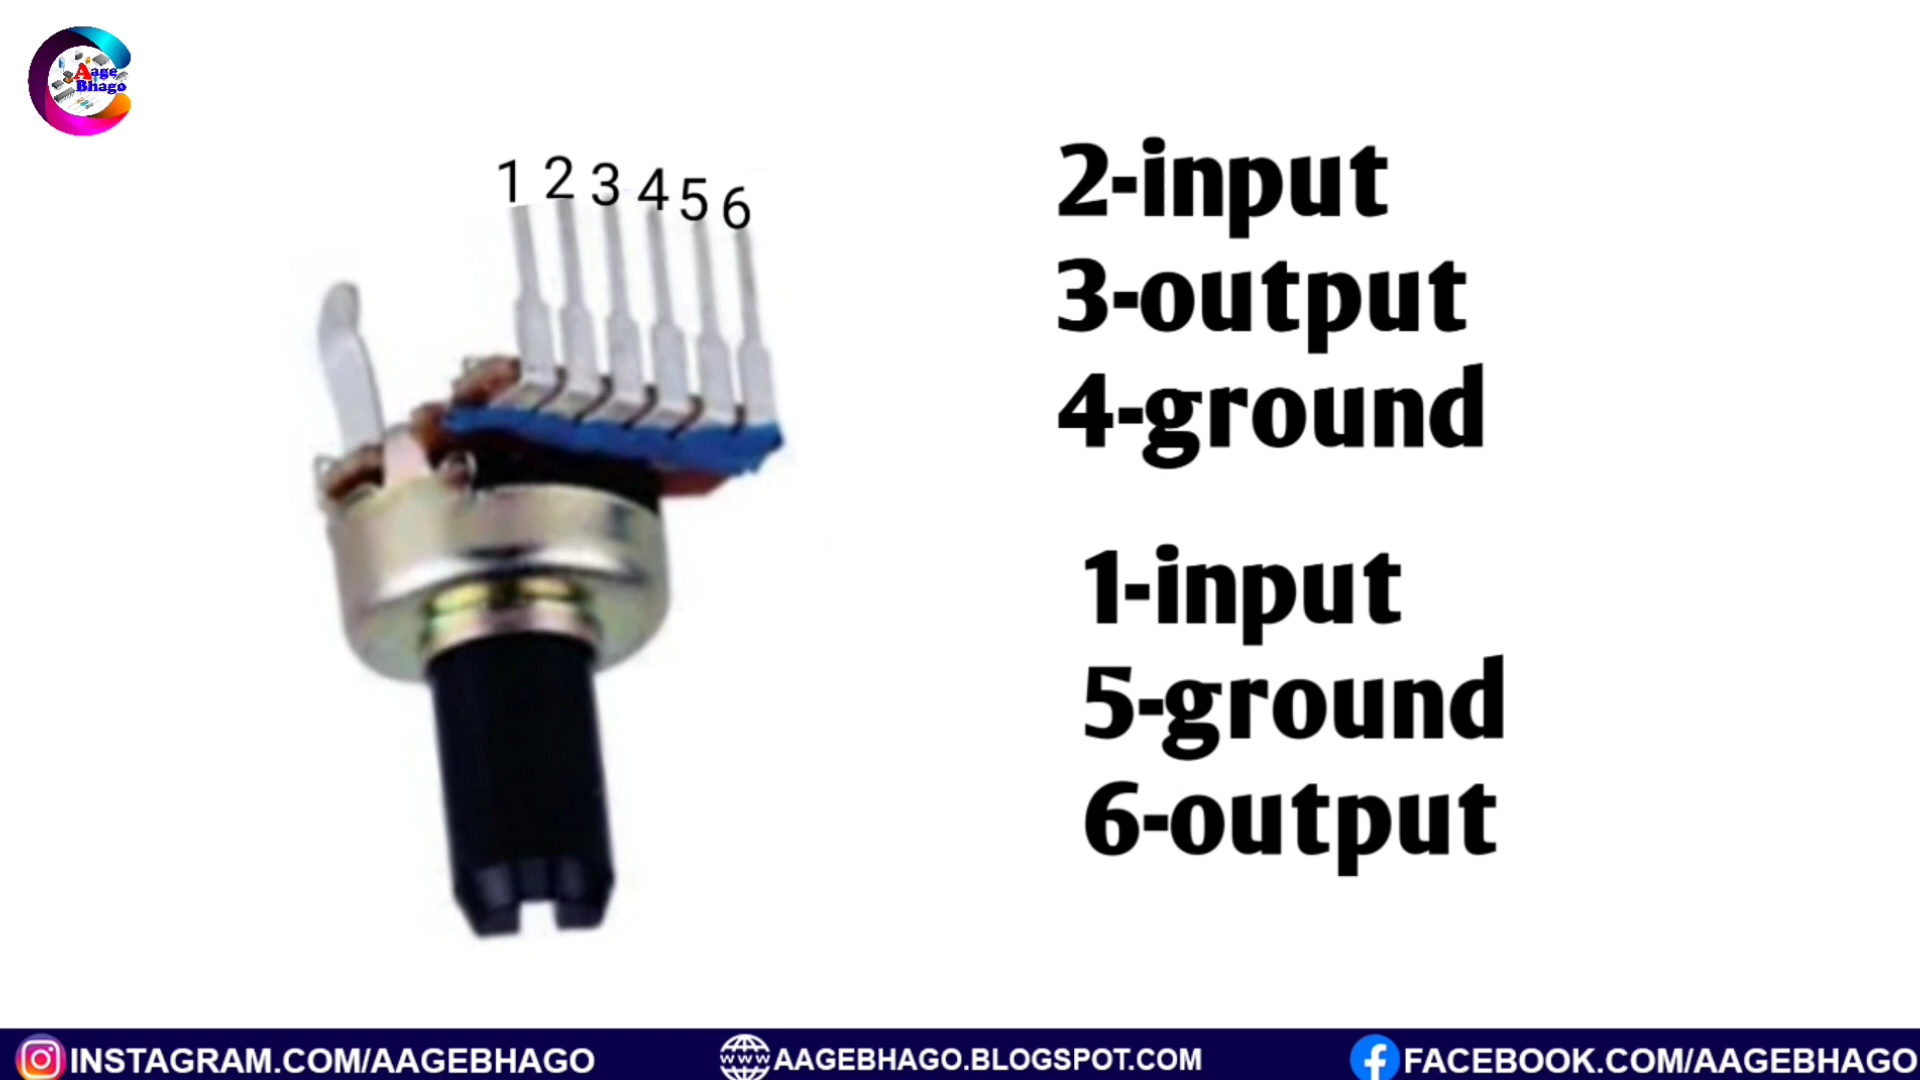 Aage
Bhago
1 2 3 4 5 6
2-input
3-output
4-ground
1-input
5-ground
6-output
INSTAGRAM.COM/AAGEBHAGO
AAGEBHAGO.BLOGSPOT.COM
FACEBOOK.COM/AAGEBHAGO